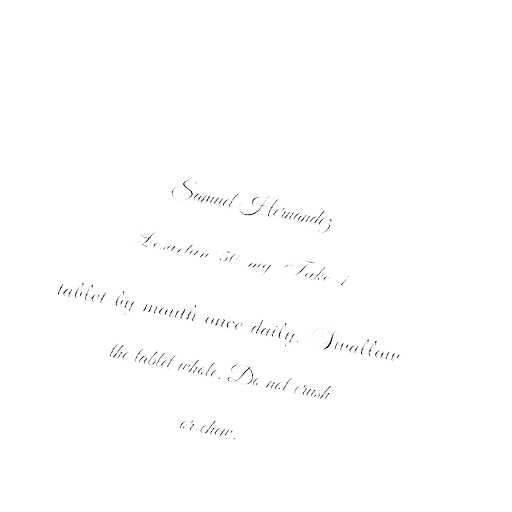 Samuel Hernandez
Losartan 50 mg Take 1
tablet by mouth once daily. Swallow
the tablet whole. Do not crush
or chew.